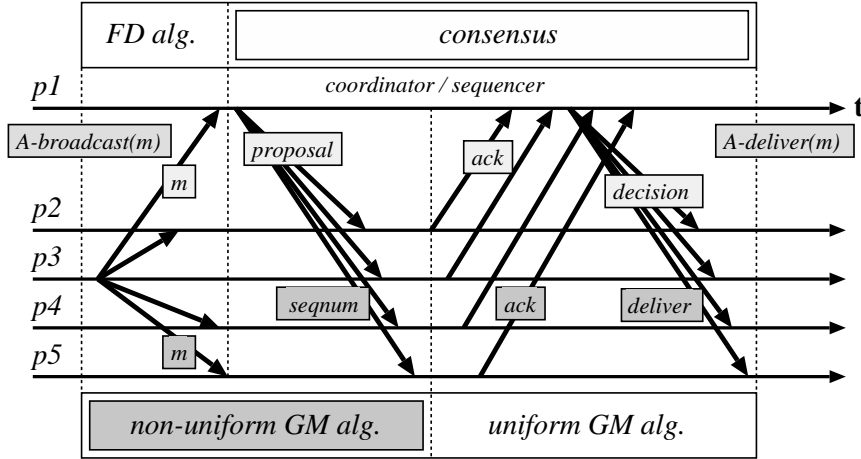 FD alg.
consensus
p1
coordinator / sequencer
t
A-broadcast(m)
proposal
ack
A-deliver(m)
m
decision
p2
p3
seqnum
ack
deliver
p4
m
p5
non-uniform GM alg.
uniform GM alg.